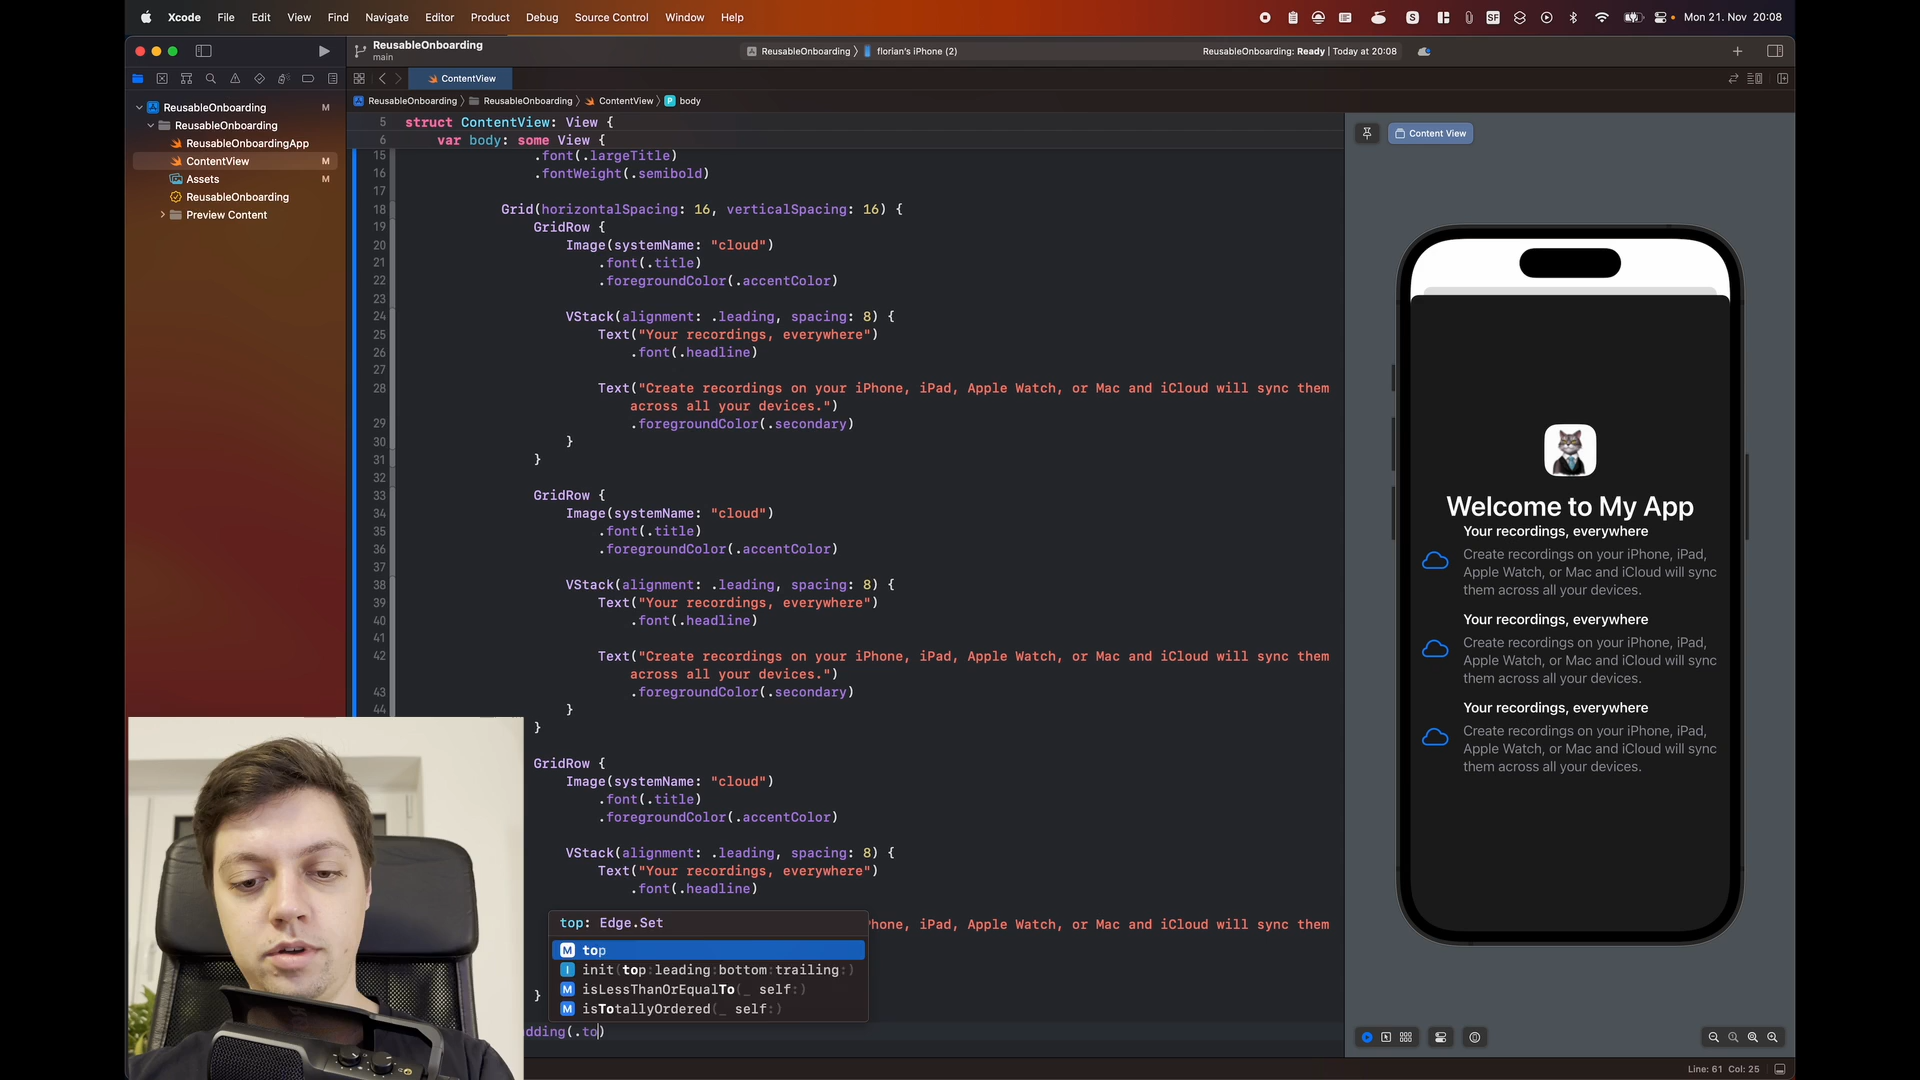 Xcode File Edit View Find Navigate Editor Product Debug Source Control Window Help
S
SF
Mon 21. Nov 20:08
ReusableOnboarding
main
ReusableOnboarding florian's iPhone (2)
ReusableOnboarding: Ready | Today at 20:08
ContentView
ReusableOnboarding M
ReusableOnboarding
ReusableOnboardingApp
ContentView M
Assets M
ReusableOnboarding
Preview Content
ReusableOnboarding ReusableOnboarding ContentView P body
5 struct ContentView: View {
6 var body: some View {
15 .font(.largeTitle)
16 .fontWeight(.semibold)
17
18 Grid(horizontalSpacing: 16, verticalSpacing: 16) {
19 GridRow {
20 Image(systemName: "cloud")
21 .font(.title)
22 .foregroundColor(.accentColor)
23
24 VStack(alignment: .leading, spacing: 8) {
25 Text("Your recordings, everywhere")
26 .font(.headline)
27
28 Text("Create recordings on your iPhone, iPad, Apple Watch, or Mac and iCloud will sync them
across all your devices.")
29 .foregroundColor(.secondary)
30 }
31 }
32
33 GridRow {
34 Image(systemName: "cloud")
35 .font(.title)
36 .foregroundColor(.accentColor)
37
38 VStack(alignment: .leading, spacing: 8) {
39 Text("Your recordings, everywhere")
40 .font(.headline)
41
42 Text("Create recordings on your iPhone, iPad, Apple Watch, or Mac and iCloud will sync them
across all your devices.")
43 .foregroundColor(.secondary)
44 }
}
GridRow {
Image(systemName: "cloud")
.font(.title)
.foregroundColor(.accentColor)
VStack(alignment: .leading, spacing: 8) {
Text("Your recordings, everywhere")
.font(.headline)
Phone, iPad, Apple Watch, or Mac and iCloud will sync them
top: Edge.Set
M top
I init(top:leading:bottom:trailing:)
M isLessThanOrEqualTo(_ self:)
M isTotallyOrdered(_ self:)
}
dding(.to)
Content View
Welcome to My App
Your recordings, everywhere
Create recordings on your iPhone, iPad,
Apple Watch, or Mac and iCloud will sync
them across all your devices.
Your recordings, everywhere
Create recordings on your iPhone, iPad,
Apple Watch, or Mac and iCloud will sync
them across all your devices.
Your recordings, everywhere
Create recordings on your iPhone, iPad,
Apple Watch, or Mac and iCloud will sync
them across all your devices.
Line: 61 Col: 25